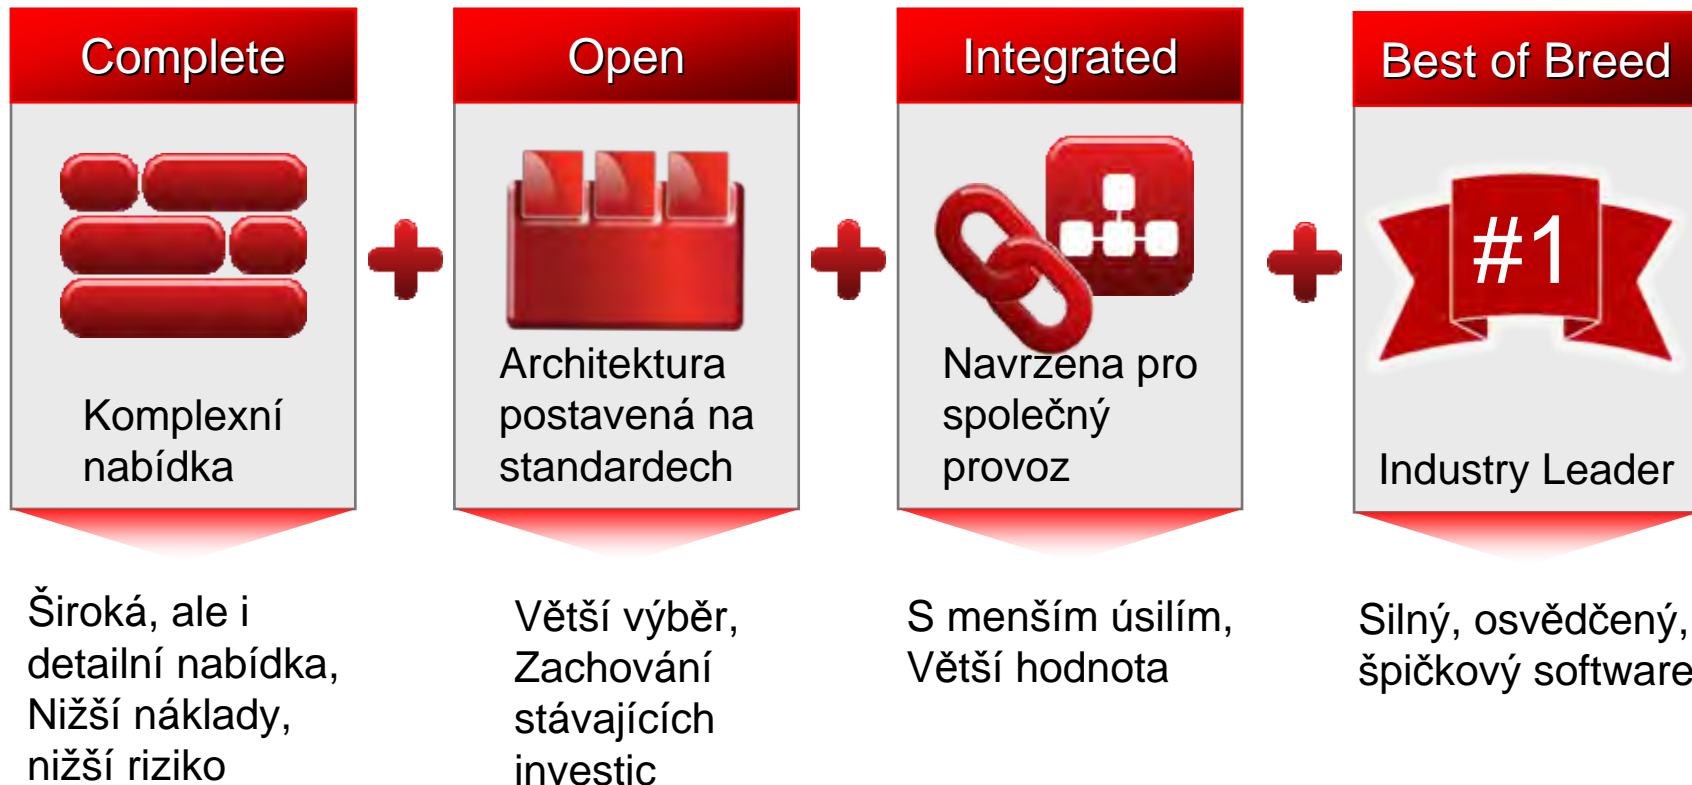 Complete
Komplexní
nabídka
Široká, ale i
detailní nabídka,
Nižší náklady,
nižší riziko
Open
Architektura
postavená na
standardech
Větší výběr,
Zachování
stávajících
investic
Integrated
Navržena pro
společný
provoz
S menším úsilím,
Větší hodnota
Best of Breed
#1
Industry Leader
Silný, osvědčený,
špičkový software